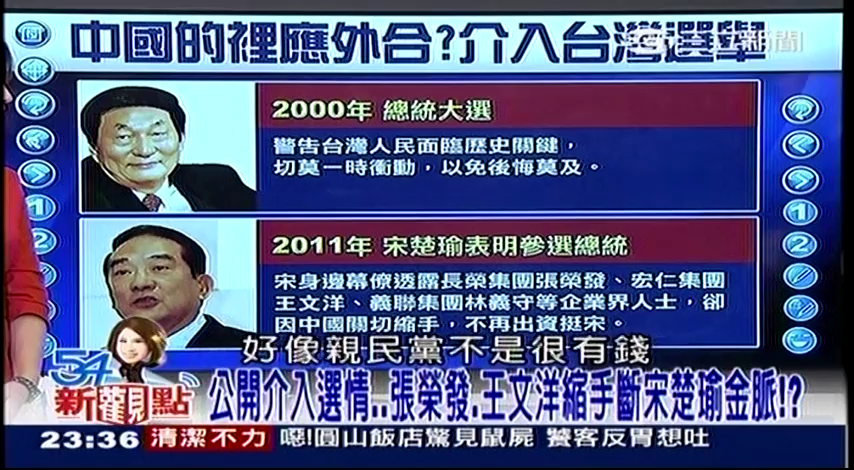 中國的裡應外合?介入台灣選舉
三立新聞
2000年 總統大選
警告台灣人民面臨歷史關鍵,
切莫一時衝動,以免後悔莫及。
2011年 宋楚瑜表明參選總統
宋身邊幕僚透露長榮集團張榮發、宏仁集團
王文洋、義聯集團林義守等企業界人士,卻
因中國關切縮手,不再出資挺宋。
1
2
1
2
好像親民黨不是很有錢
54新觀點
公開介入選情..張榮發.王文洋縮手斷宋楚瑜金脈!?
23:36 清潔不力 噁!圓山飯店驚見鼠屍 饕客反胃想吐